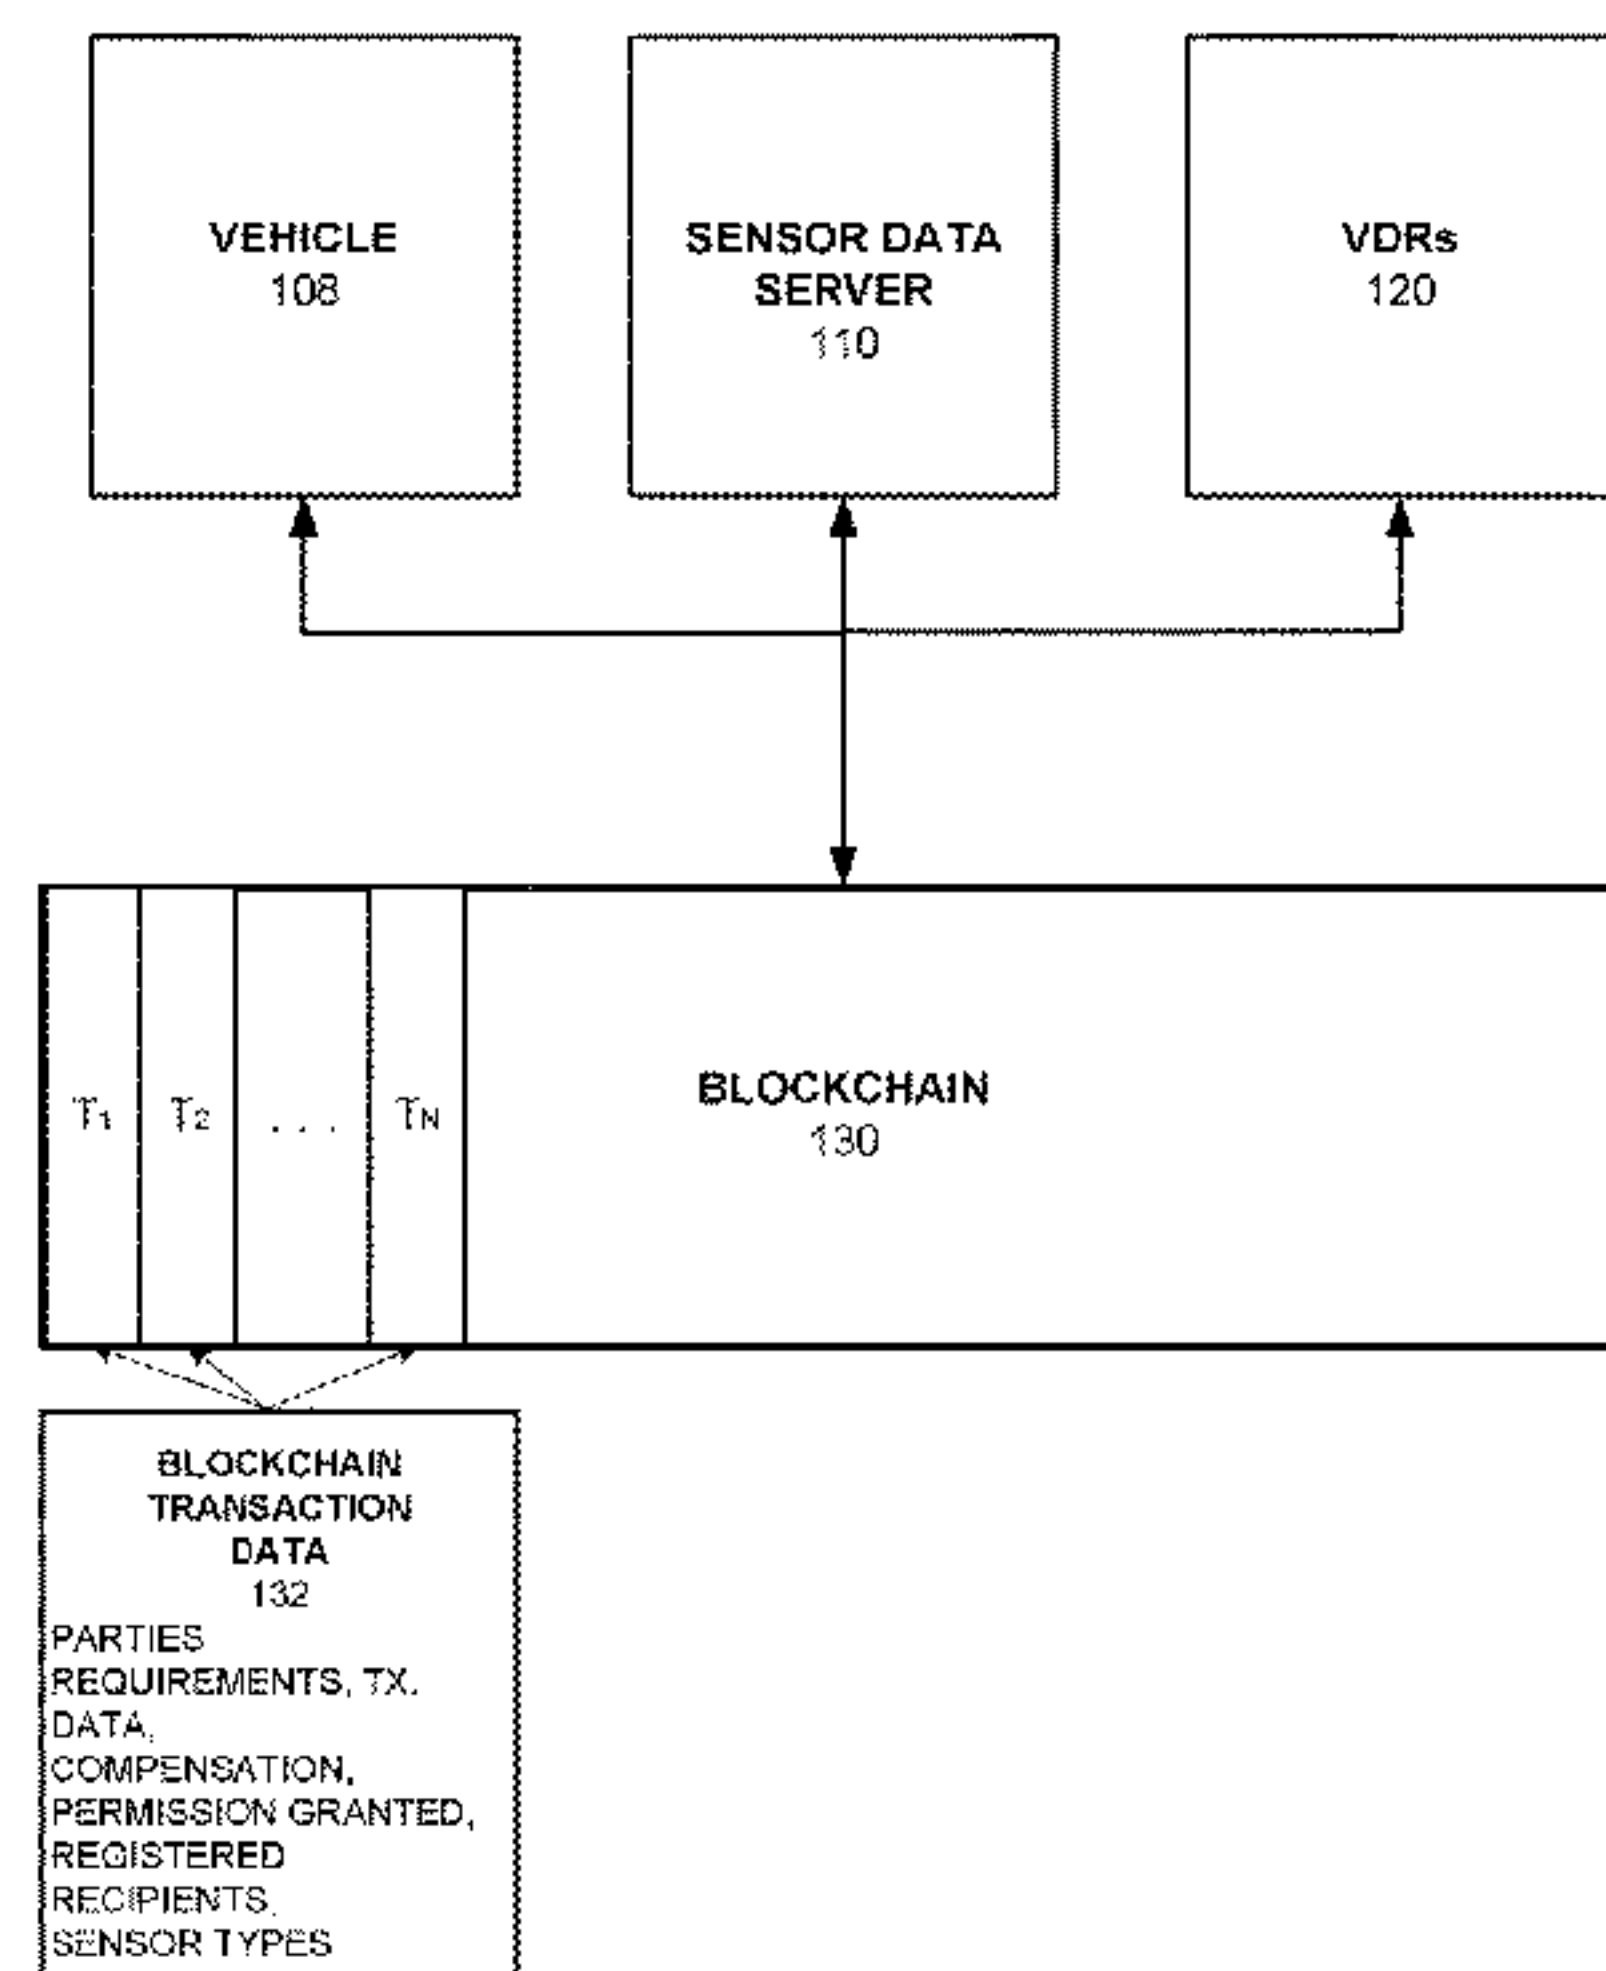 VEHICLE
108
SENSOR DATA
SERVER
110
VDRs
120
T1
T2
. . .
TN
BLOCKCHAIN
130
BLOCKCHAIN
TRANSACTION
DATA
132
PARTIES
REQUIREMENTS, TX.
DATA,
COMPENSATION,
PERMISSION GRANTED,
REGISTERED
RECIPIENTS,
SENSOR TYPES